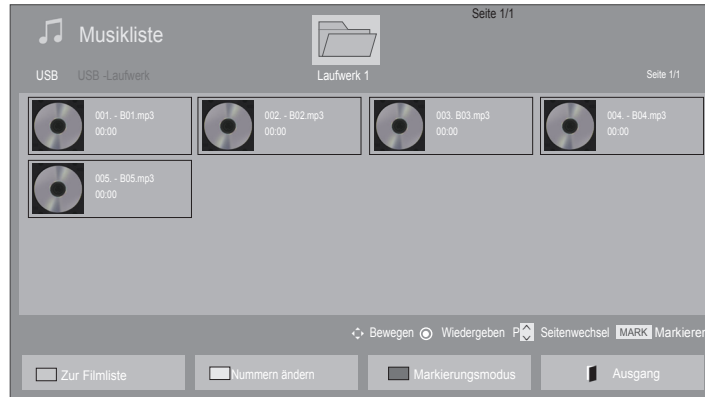 Seite 1/1
Musikliste
USB USB -Laufwerk Laufwerk 1 Seite 1/1
001. - B01.mp3 002. - B02.mp3 003. B03.mp3 004. - B04.mp3
00:00 00:00 00:00 00:00
005. - B05.mp3
00:00
Bewegen Wiedergeben P Seitenwechsel MARK Markieren
Zur Filmliste Nummern ändern Markierungsmodus Ausgang